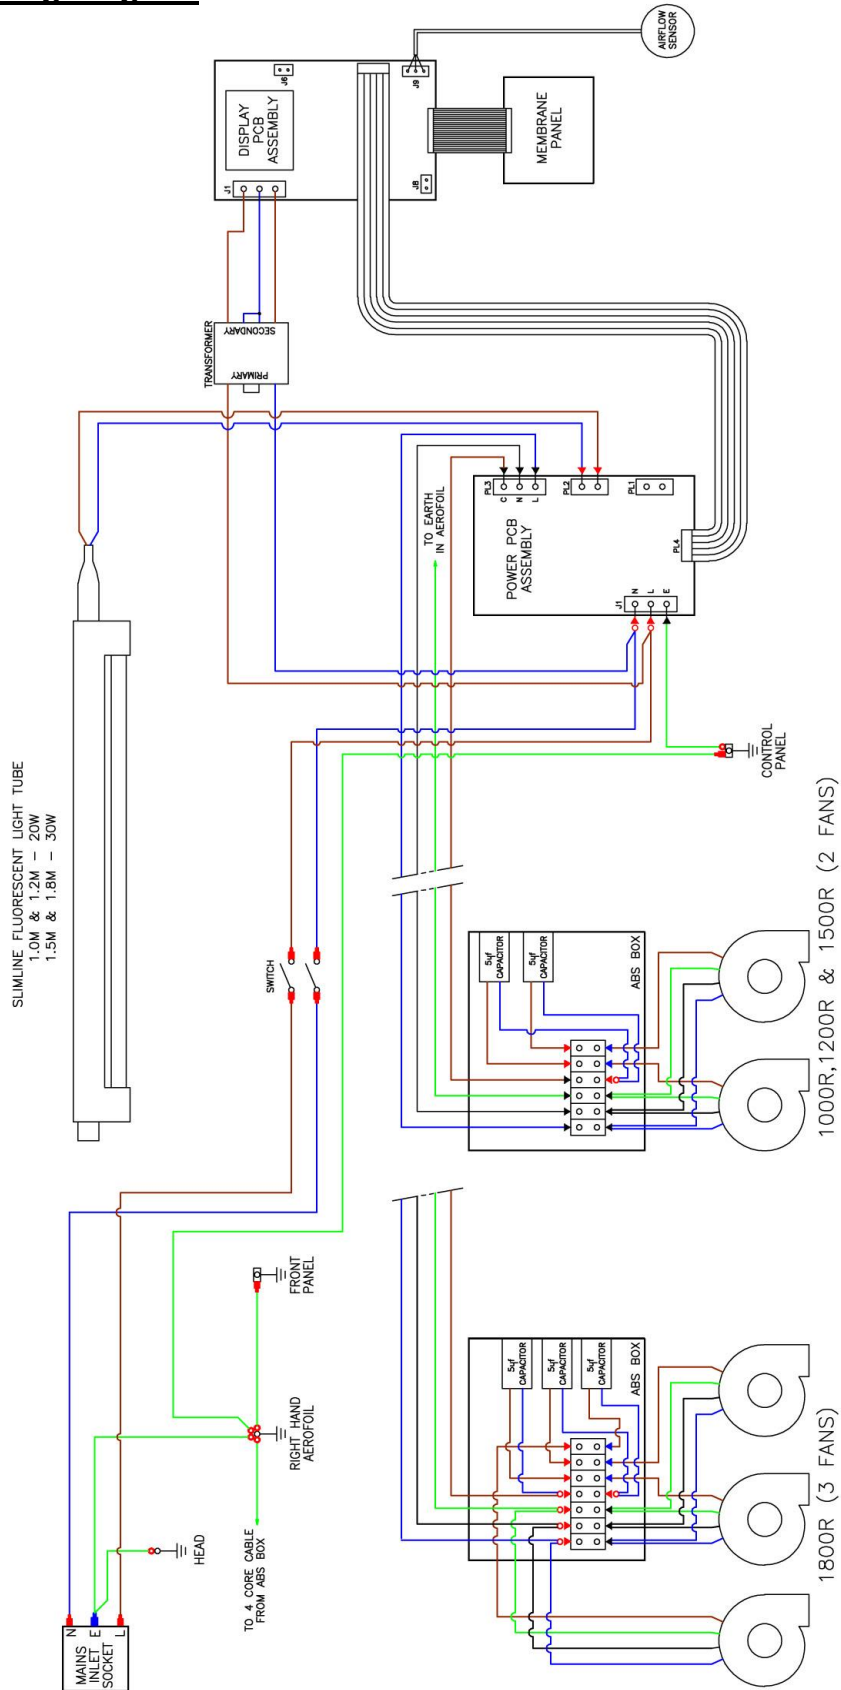 AIRFLOW
SENSOR
J6
J9
DISPLAY
PCB
ASSEMBLY
MEMBRANE
PANEL
J1
J8
TRANSFORMER
SECONDARY
PRIMARY
SLIMLINE FLUORESCENT LIGHT TUBE
1.0M & 1.2M – 20W
1.5M & 1.8M – 30W
PL3
C
N
L
PL2
PL1
TO EARTH
IN AEROFOIL
POWER PCB
ASSEMBLY
PL4
J1
N
L
E
CONTROL
PANEL
SWITCH
5uf
CAPACITOR
5uf
CAPACITOR
ABS BOX
1000R,1200R & 1500R (2 FANS)
FRONT
PANEL
RIGHT HAND
AEROFOIL
HEAD
TO 4 CORE CABLE
FROM ABS BOX
5uf
CAPACITOR
5uf
CAPACITOR
5uf
CAPACITOR
ABS BOX
1800R (3 FANS)
MAINS
INLET
SOCKET
N
E
L